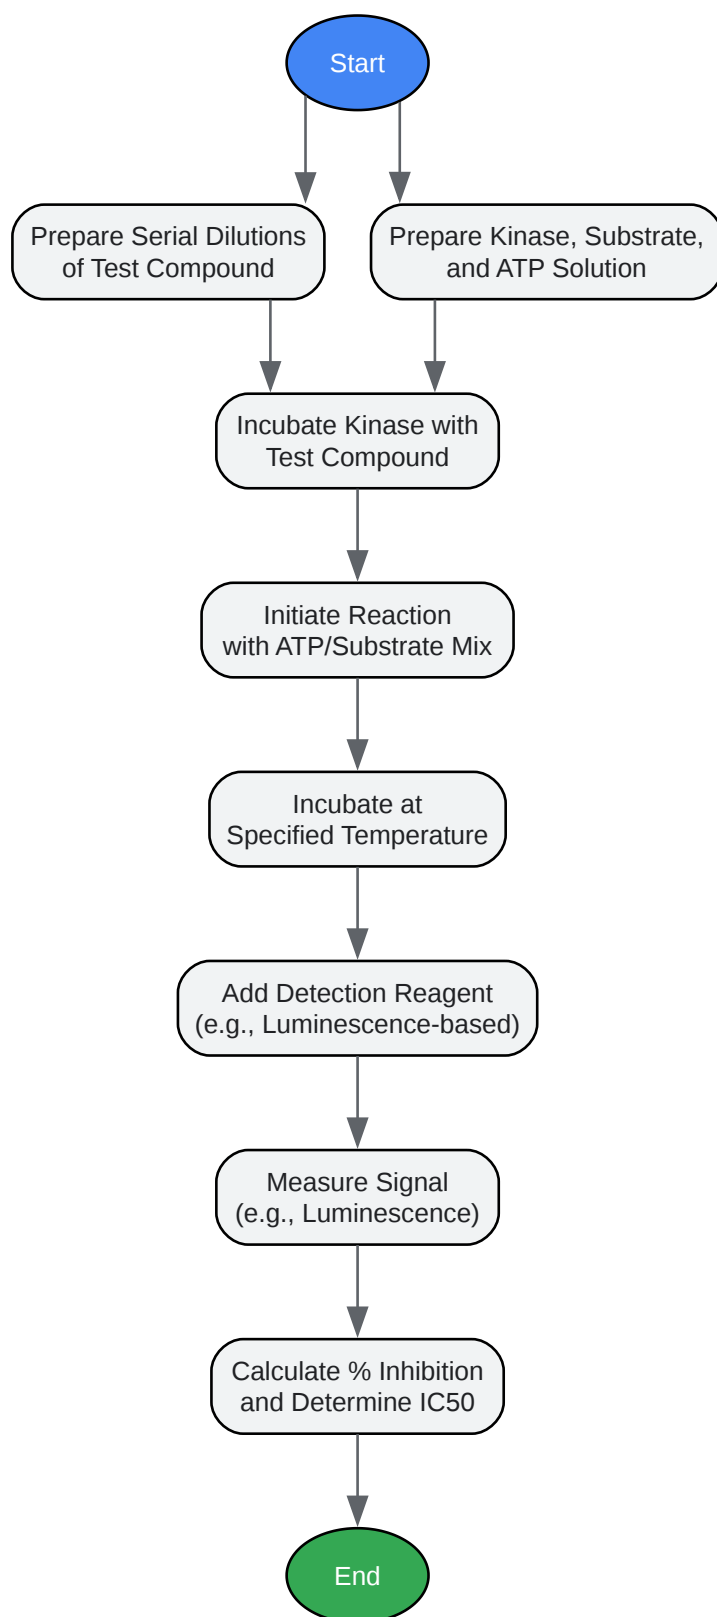 Start
Prepare Serial Dilutions
of Test Compound
Prepare Kinase, Substrate,
and ATP Solution
Incubate Kinase with
Test Compound
Initiate Reaction
with ATP/Substrate Mix
Incubate at
Specified Temperature
Add Detection Reagent
(e.g., Luminescence-based)
Measure Signal
(e.g., Luminescence)
Calculate % Inhibition
and Determine IC50
End